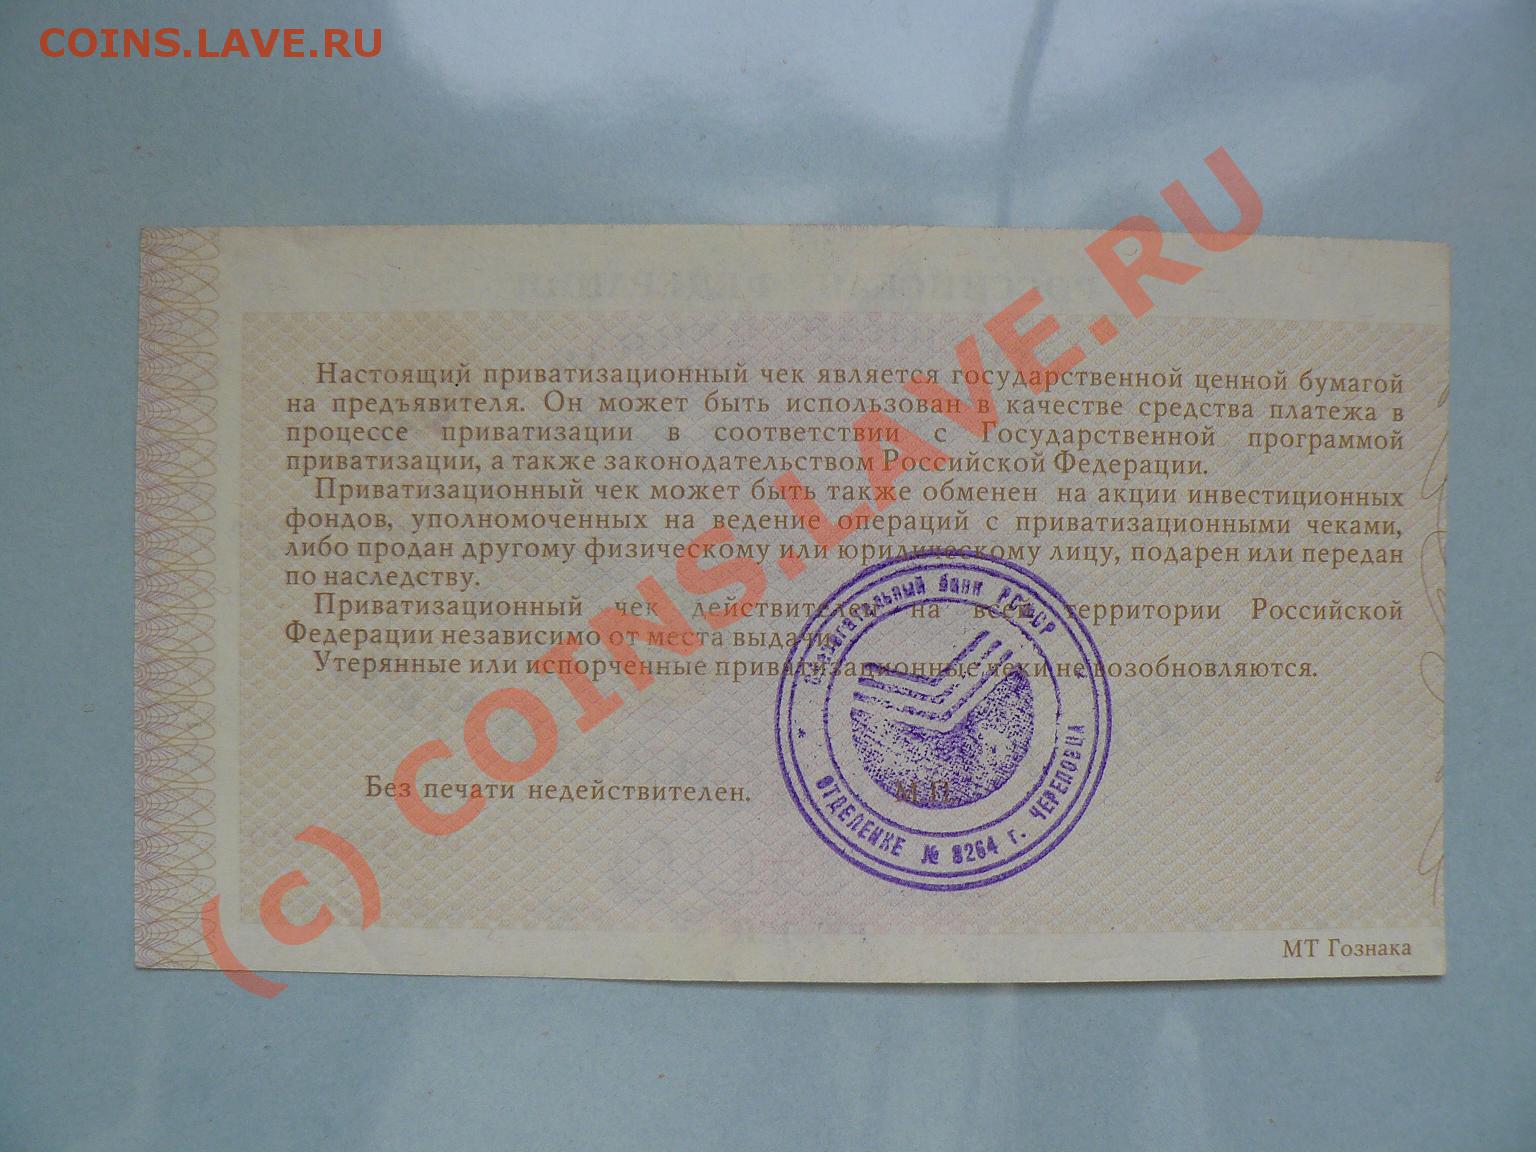 COINS.LAVE.RU
Настоящий приватизационный чек является государственной ценной бумагой
на предъявителя. Он может быть использован в качестве средства платежа в
процессе приватизации в соответствии с Государственной программой
приватизации, а также законодательством Российской Федерации.
Приватизационный чек может быть также обменен на акции инвестиционных
фондов, уполномоченных на ведение операций с приватизационными чеками,
либо продан другому физическому или юридическому лицу, подарен или передан
по наследству.
Приватизационный чек действителен на всей территории Российской
Федерации независимо от места выдачи.
Утерянные или испорченные приватизационные чеки не возобновляются.
Без печати недействителен. М.П.
Сберегательный банк РСФСР
* ОТДЕЛЕНИЕ № 8264 г. ЧЕРЕПОВЦА *
МТ Гознака
(c) COINS.LAVE.RU